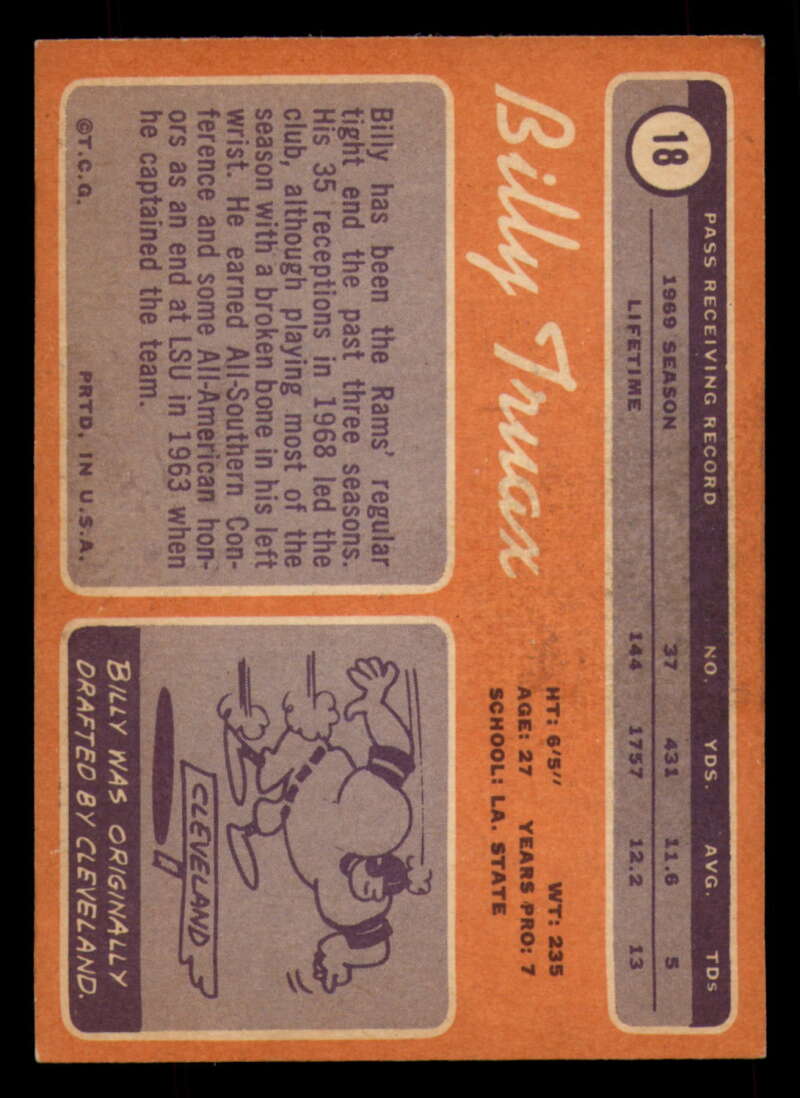 18
PASS RECEIVING RECORD NO. YDS. AVG. TDs
1969 SEASON 37 431 11.6 5
LIFETIME 144 1757 12.2 13
Billy Truax
HT: 6'5" WT: 235
AGE: 27 YEARS PRO: 7
SCHOOL: LA. STATE
Billy has been the Rams' regular
tight end the past three seasons.
His 35 receptions in 1968 led the
club, although playing most of the
season with a broken bone in his left
wrist. He earned All-Southern Con-
ference and some All-American hon-
ors as an end at LSU in 1963 when
he captained the team.
©T.C.G. PRTD. IN U.S.A.
CLEVELAND
BILLY WAS ORIGINALLY
DRAFTED BY CLEVELAND.